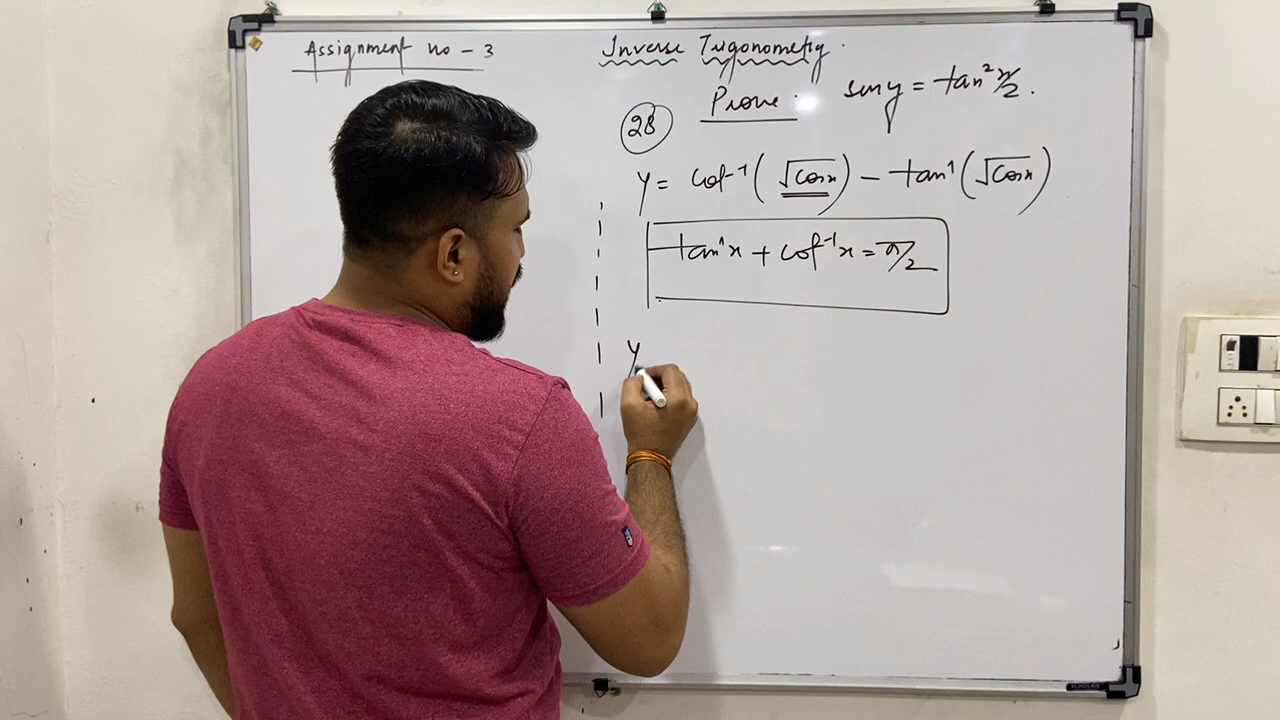 Assignment no - 3
Inverse Trigonometry.
Prove: sin y = tan² x/2.
28
y = cot⁻¹(√cosx) - tan⁻¹(√cosx)
tan⁻¹x + cot⁻¹x = π/2
y